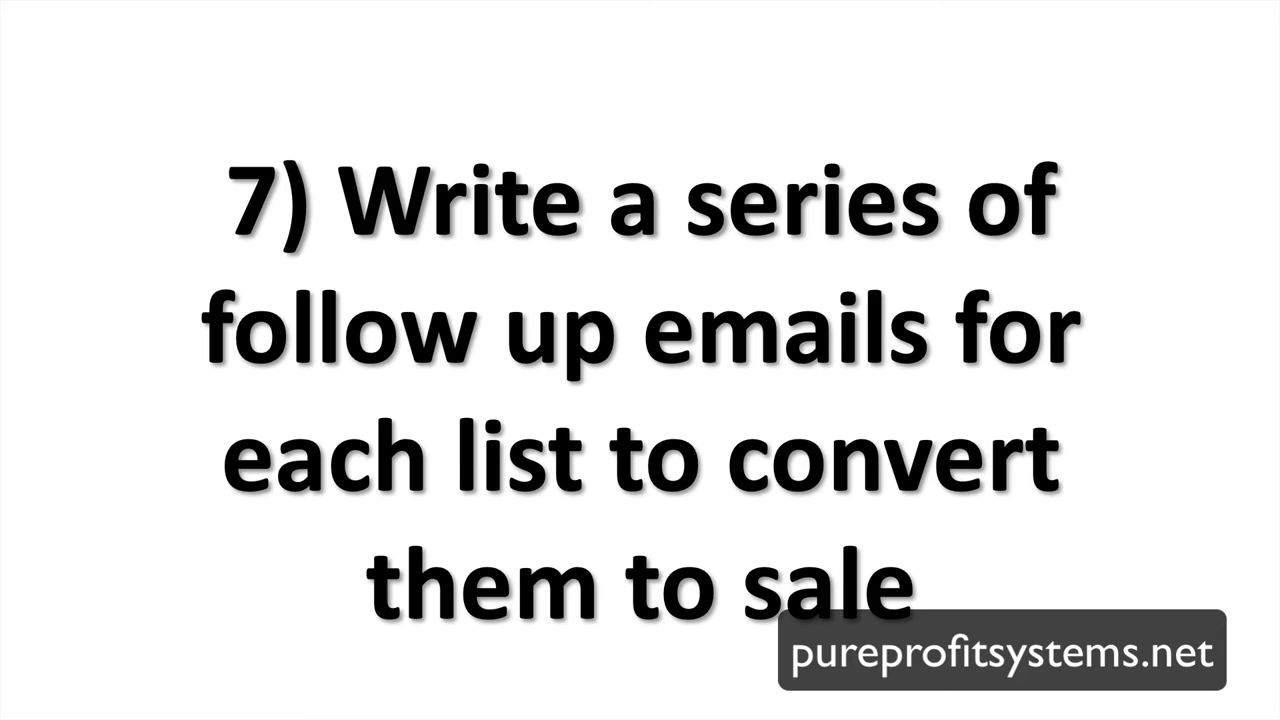 7) Write a series of
follow up emails for
each list to convert
them to sale
pureprofitsystems.net